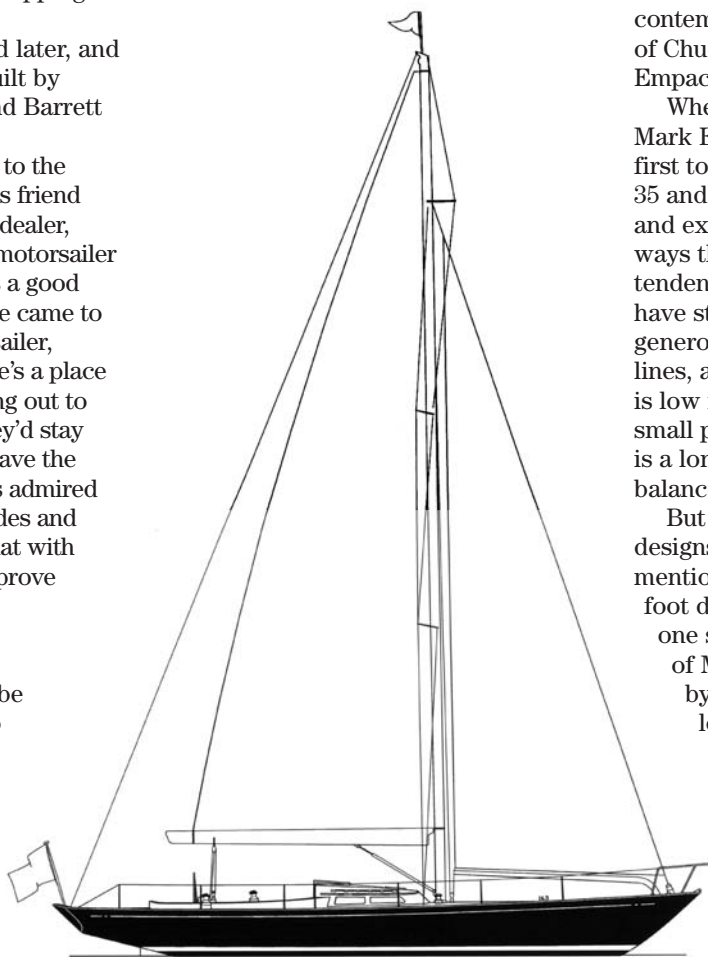 pping
d later, and
uilt by
nd Barrett
to the
s friend
dealer,
motorsailer
s a good
e came to
ailer,
e's a place
ng out to
ey'd stay
ave the
s admired
des and
hat with
prove
be
contem
of Chu
Empac
Whe
Mark
first to
35 and
and ex
ways th
tenden
have st
genero
lines, a
is low
small p
is a lon
balanc
But
designs
mentio
foot d
one s
of M
by